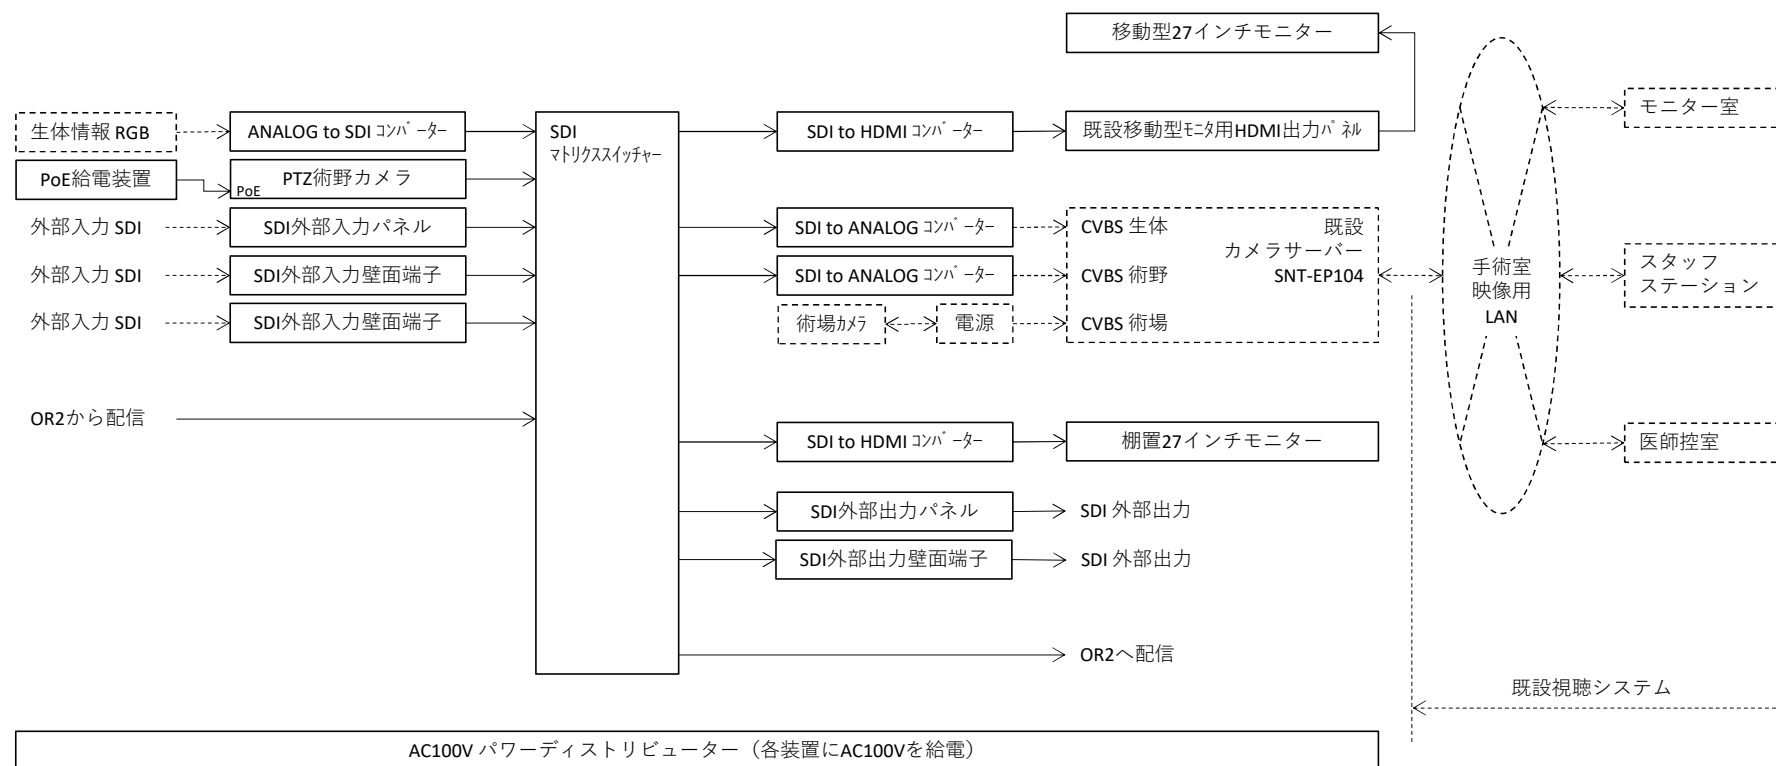 移動型27インチモニター
生体情報 RGB
ANALOG to SDI ｺﾝﾊﾞｰﾀｰ
SDI
ﾏﾄﾘｸｽｽｲｯﾁｬｰ
SDI to HDMI ｺﾝﾊﾞｰﾀｰ
既設移動型ﾓﾆﾀ用HDMI出力ﾊﾟﾈﾙ
モニター室
PoE給電装置
PoE
PTZ術野カメラ
外部入力 SDI
SDI外部入力パネル
SDI to ANALOG ｺﾝﾊﾞｰﾀｰ
CVBS 生体
既設
カメラサーバー
SNT-EP104
外部入力 SDI
SDI外部入力壁面端子
SDI to ANALOG ｺﾝﾊﾞｰﾀｰ
CVBS 術野
手術室
映像用
LAN
スタッフ
ステーション
外部入力 SDI
SDI外部入力壁面端子
術場ｶﾒﾗ
電源
CVBS 術場
OR2から配信
SDI to HDMI ｺﾝﾊﾞｰﾀｰ
棚置27インチモニター
医師控室
SDI外部出力パネル
SDI 外部出力
SDI外部出力壁面端子
SDI 外部出力
OR2へ配信
既設視聴システム
AC100V パワーディストリビューター（各装置にAC100Vを給電）